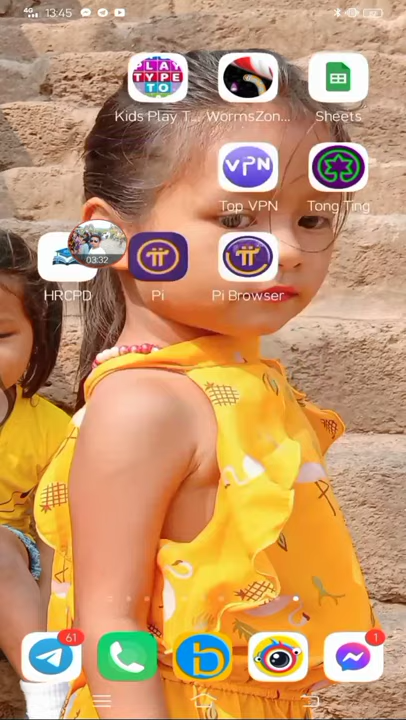 4G 13:45
PLAY
TYPE
TO
Kids Play T... WormsZon... Sheets
VPN
Top VPN Tong Ting
03:32
HRCPD Pi Pi Browser
61
1